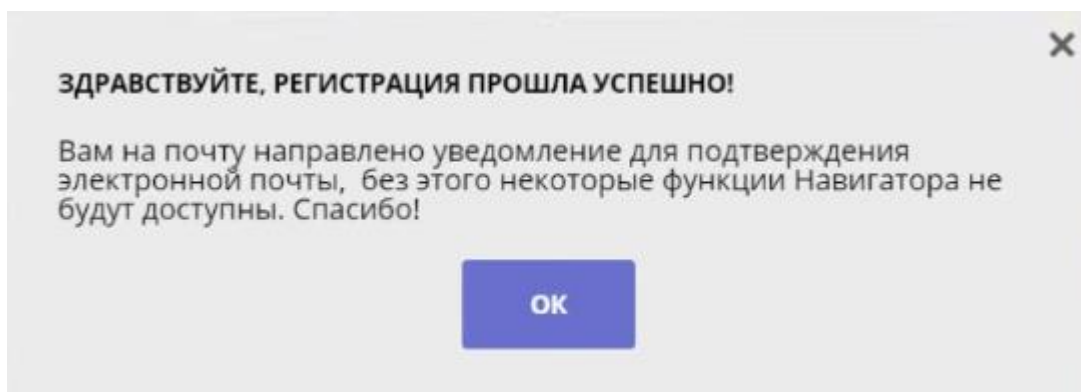 ЗДРАВСТВУЙТЕ, РЕГИСТРАЦИЯ ПРОШЛА УСПЕШНО!
Вам на почту направлено уведомление для подтверждения
электронной почты,  без этого некоторые функции Навигатора не
будут доступны. Спасибо!
ОК